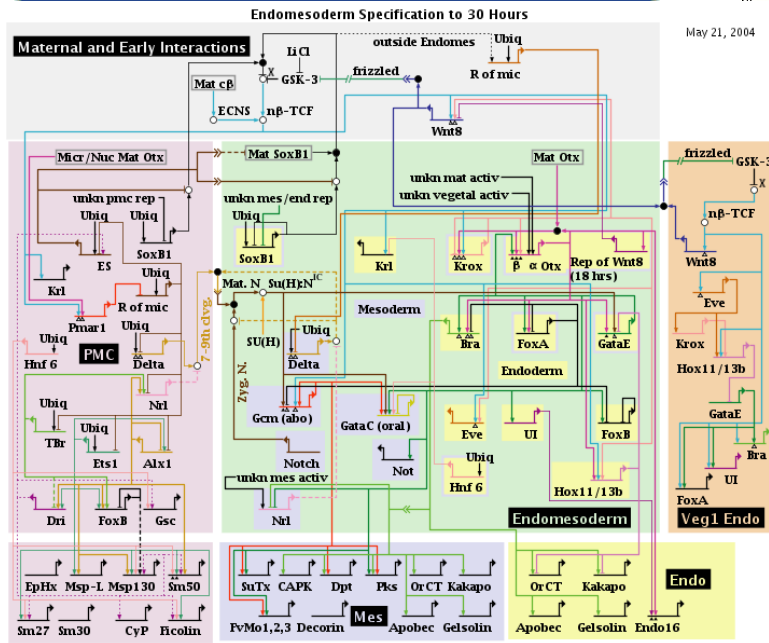 Endomesoderm Specification to 30 Hours
May 21, 2004
Maternal and Early Interactions
LiCl
outside Endomes
Ubiq
X
GSK-3
frizzled
R of mic
Mat cβ
ECNS
nβ-TCF
Wnt8
Micr/Nuc Mat Otx
Mat SoxB1
Mat Otx
frizzled
GSK-3
X
unkn pmc rep
unkn mes/end rep
unkn mat activ
unkn vegetal activ
Ubiq
Ubiq
Ubiq
nβ-TCF
ES
SoxB1
SoxB1
Krl
Krox
β α Otx
Rep of Wnt8
(18 hrs)
Wnt8
Krl
Ubiq
R of mic
Mat. N
Su(H):N
IC
Eve
Pmar1
Mesoderm
PMC
Ubiq
7-9th clvg.
SU(H)
Ubiq
Krox
Hnf 6
Delta
Delta
Bra
FoxA
GataE
Hox11/13b
Endoderm
Nrl
Zyg. N.
Ubiq
GataE
TBr
Ubiq
Gcm (abo)
GataC (oral)
Eve
UI
FoxB
Bra
Ets1
Alx1
Notch
Not
Ubiq
UI
unkn mes activ
Hnf 6
Hox11/13b
FoxA
Dri
FoxB
Gsc
Nrl
Endomesoderm
Veg1 Endo
EpHx
Msp-L
Msp130
Sm50
SuTx
CAPK
Dpt
Pks
OrCT
Kakapo
OrCT
Kakapo
Endo
Mes
Sm27
Sm30
CyP
Ficolin
FvMo1,2,3
Decorin
Apobec
Gelsolin
Apobec
Gelsolin
Endo16